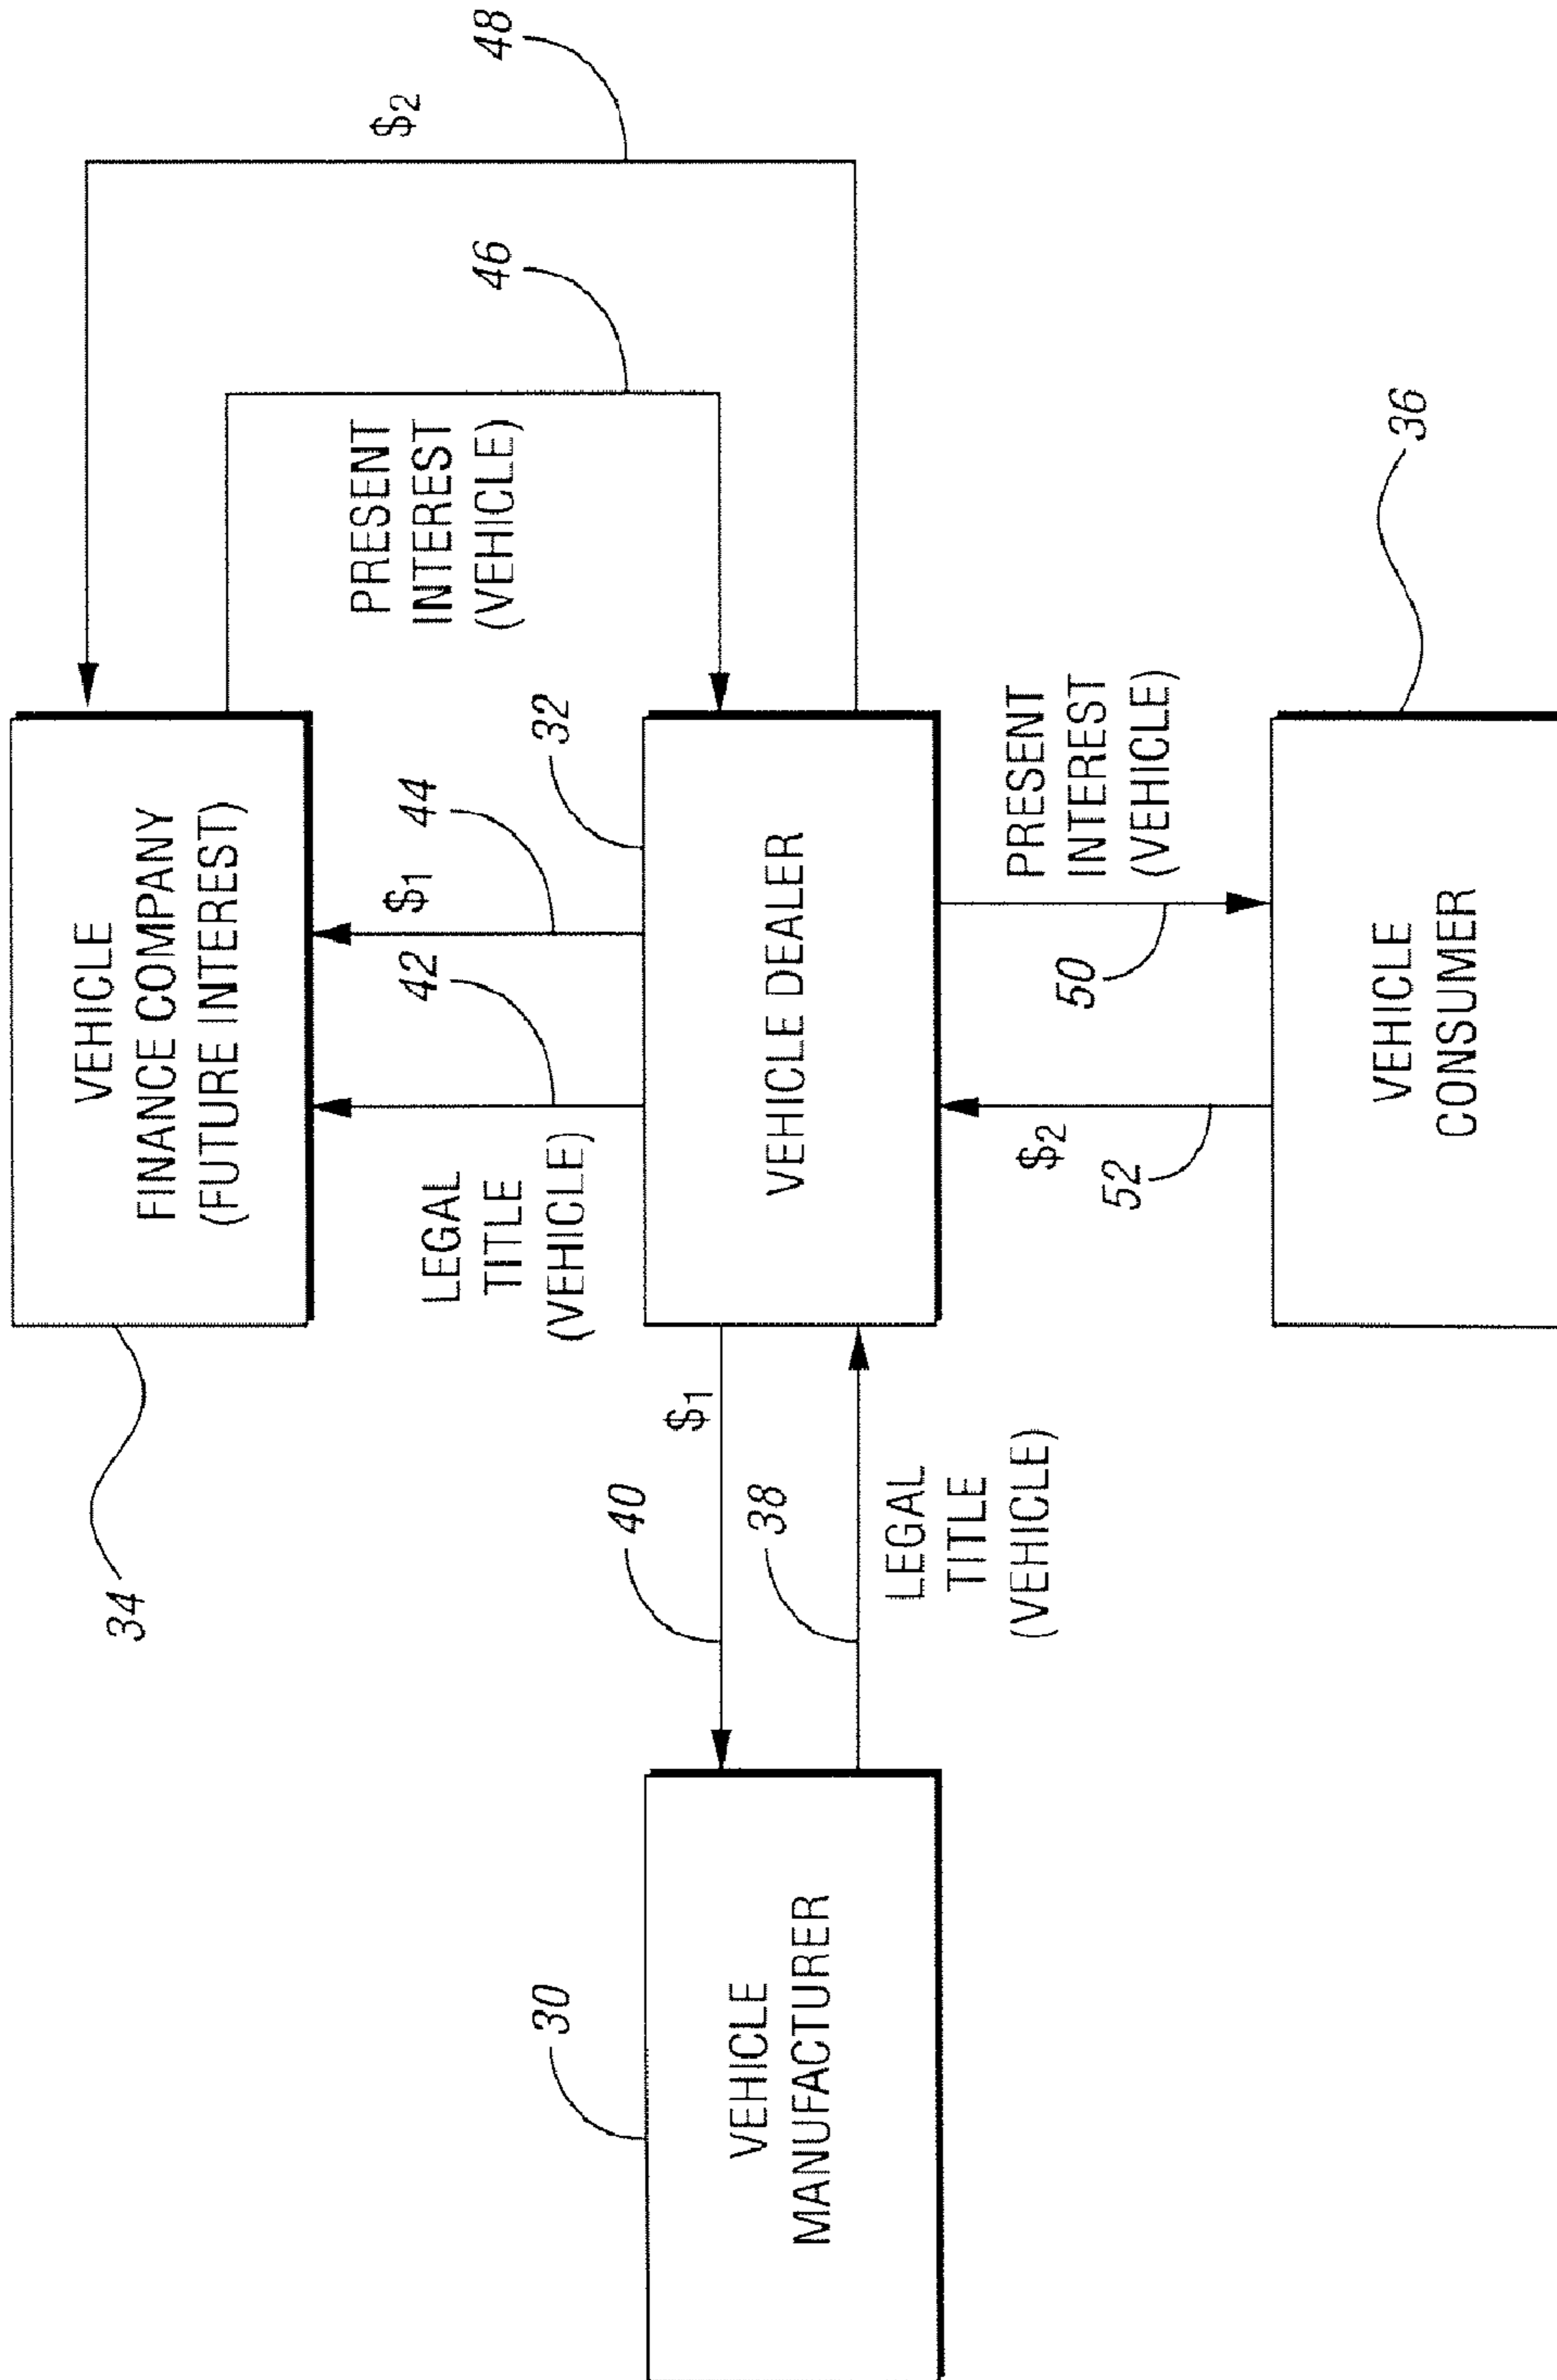 VEHICLE
MANUFACTURER
30
$1
40
38
LEGAL
TITLE
(VEHICLE)
34
VEHICLE
FINANCE COMPANY
(FUTURE INTEREST)
LEGAL
TITLE
(VEHICLE)
42
$1
44
32
VEHICLE DEALER
PRESENT
INTEREST
(VEHICLE)
46
$2
48
52
$2
50
PRESENT
INTEREST
(VEHICLE)
VEHICLE
CONSUMER
36